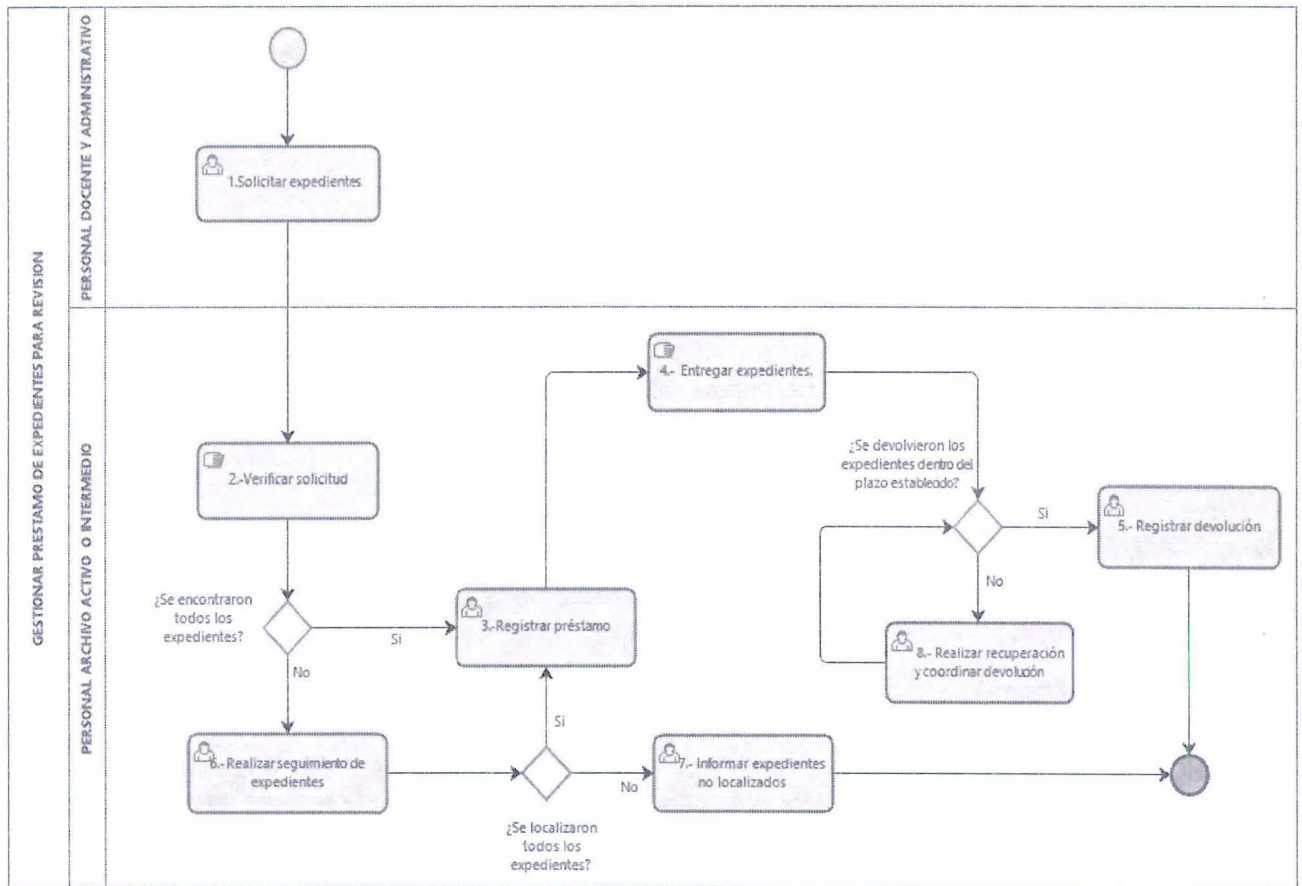 GESTIONAR PRESTAMO DE EXPEDIENTES PARA REVISION
PERSONAL DOCENTE Y ADMINISTRATIVO
1.Solicitar expedientes
PERSONAL ARCHIVO ACTIVO O INTERMEDIO
2.-Verificar solicitud
¿Se encontraron
todos los
expedientes?
Si
No
3.-Registrar préstamo
4.- Entregar expedientes.
¿Se devolvieron los
expedientes dentro del
plazo establecido?
Si
5.- Registrar devolución
No
8.- Realizar recuperación
y coordinar devolución
6.- Realizar seguimiento de
expedientes
Si
No
¿Se localizaron
todos los
expedientes?
7.- Informar expedientes
no localizados